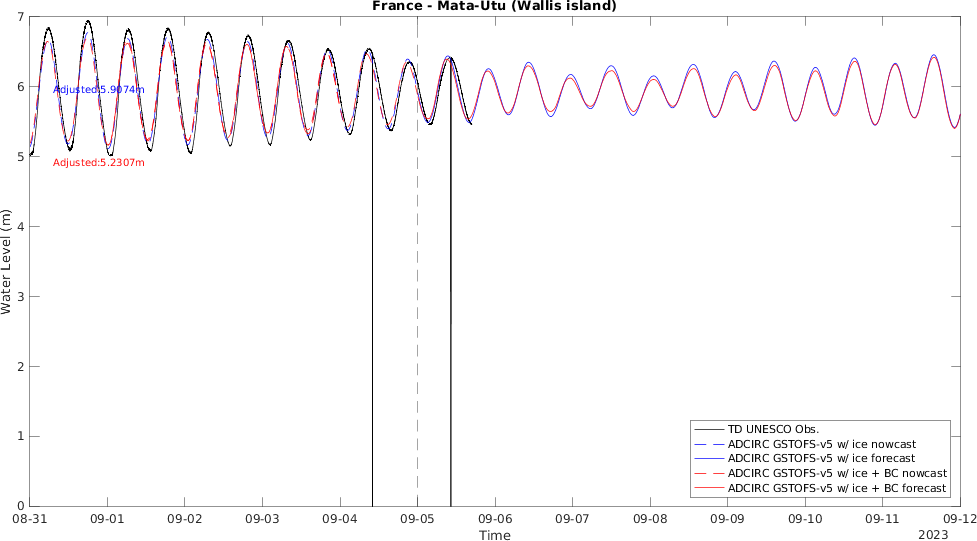 France - Mata-Utu (Wallis island)
7
6
5
4
3
2
1
0
Water Level (m)
Adjusted:5.9074m
Adjusted:5.2307m
TD UNESCO Obs.
ADCIRC GSTOFS-v5 w/ ice nowcast
ADCIRC GSTOFS-v5 w/ ice forecast
ADCIRC GSTOFS-v5 w/ ice + BC nowcast
ADCIRC GSTOFS-v5 w/ ice + BC forecast
08-31 09-01 09-02 09-03 09-04 09-05 09-06 09-07 09-08 09-09 09-10 09-11 09-12
Time
2023